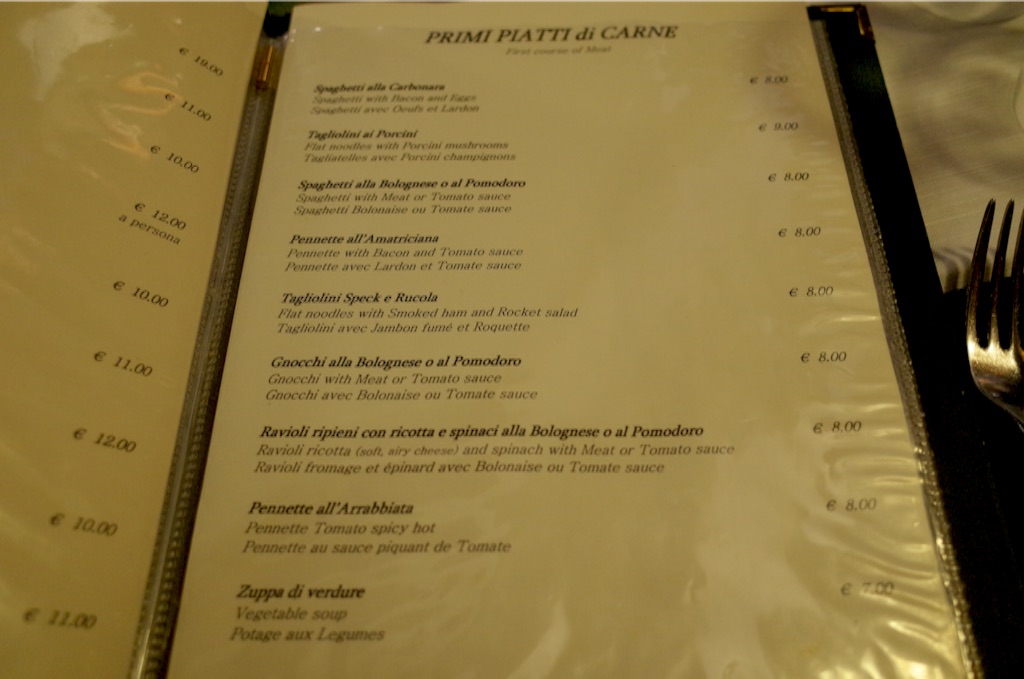 € 19.00
€ 11.00
€ 10.00
€ 12.00
a persona
€ 10.00
€ 11.00
€ 12.00
€ 10.00
€ 11.00
PRIMI PIATTI di CARNE
First course of Meat
Spaghetti alla Carbonara € 8.00
Spaghetti with Bacon and Eggs
Spaghetti avec Oeufs et Lardon
Tagliolini ai Porcini € 9.00
Flat noodles with Porcini mushrooms
Tagliatelles avec Porcini champignons
Spaghetti alla Bolognese o al Pomodoro € 8.00
Spaghetti with Meat or Tomato sauce
Spaghetti Bolonaise ou Tomate sauce
Pennette all'Amatriciana € 8.00
Pennette with Bacon and Tomato sauce
Pennette avec Lardon et Tomate sauce
Tagliolini Speck e Rucola € 8.00
Flat noodles with Smoked ham and Rocket salad
Tagliolini avec Jambon fumé et Roquette
Gnocchi alla Bolognese o al Pomodoro € 8.00
Gnocchi with Meat or Tomato sauce
Gnocchi avec Bolonaise ou Tomate sauce
Ravioli ripieni con ricotta e spinaci alla Bolognese o al Pomodoro € 8.00
Ravioli ricotta (soft, airy cheese) and spinach with Meat or Tomato sauce
Ravioli fromage et épinard avec Bolonaise ou Tomate sauce
Pennette all'Arrabbiata € 8.00
Pennette Tomato spicy hot
Pennette au sauce piquant de Tomate
Zuppa di verdure € 7.00
Vegetable soup
Potage aux Legumes